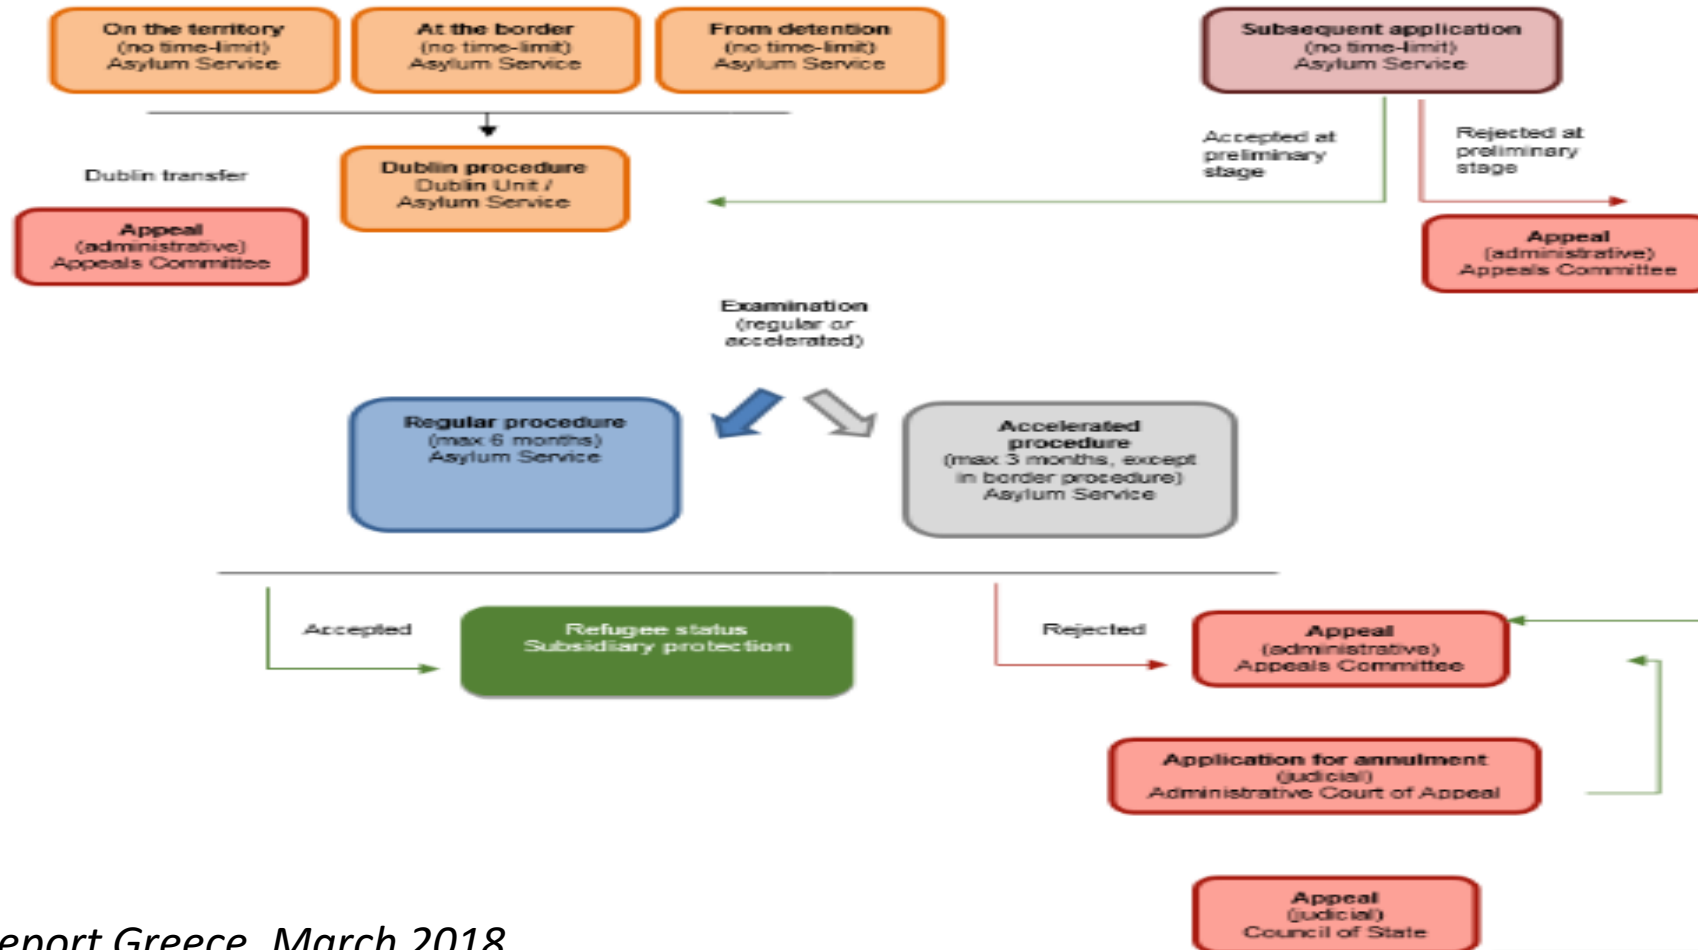 On the territory
(no time-limit)
Asylum Service
At the border
(no time-limit)
Asylum Service
From detention
(no time-limit)
Asylum Service
Subsequent application
(no time-limit)
Asylum Service
Accepted at
preliminary
stage
Rejected at
preliminary
stage
Dublin transfer
Dublin procedure
Dublin Unit /
Asylum Service
Appeal
(administrative)
Appeals Committee
Appeal
(administrative)
Appeals Committee
Examination
(regular or
accelerated)
Regular procedure
(max 6 months)
Asylum Service
Accelerated
procedure
(max 3 months, except
in border procedure)
Asylum Service
Accepted
Refugee status
Subsidiary protection
Rejected
Appeal
(administrative)
Appeals Committee
Application for annulment
(judicial)
Administrative Court of Appeal
Appeal
(judicial)
Council of State
eport Greece, March 2018